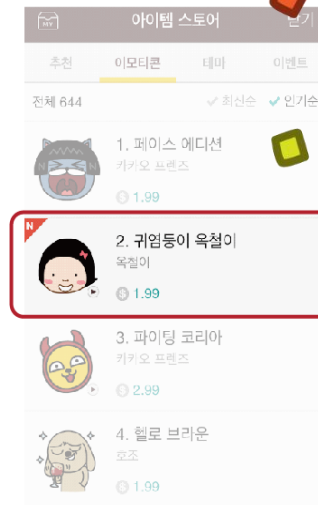 MY
아이템 스토어
닫기
추천 이모티콘 테마 이벤트
전체 644 ✓ 최신순 ✓ 인기순
1. 페이스 에디션
카카오 프렌즈
$ 1.99
N
2. 귀염둥이 옥철이
옥철이
$ 1.99
3. 파이팅 코리아
카카오 프렌즈
$ 2.99
4. 헬로 브라운
호조
$ 1.99